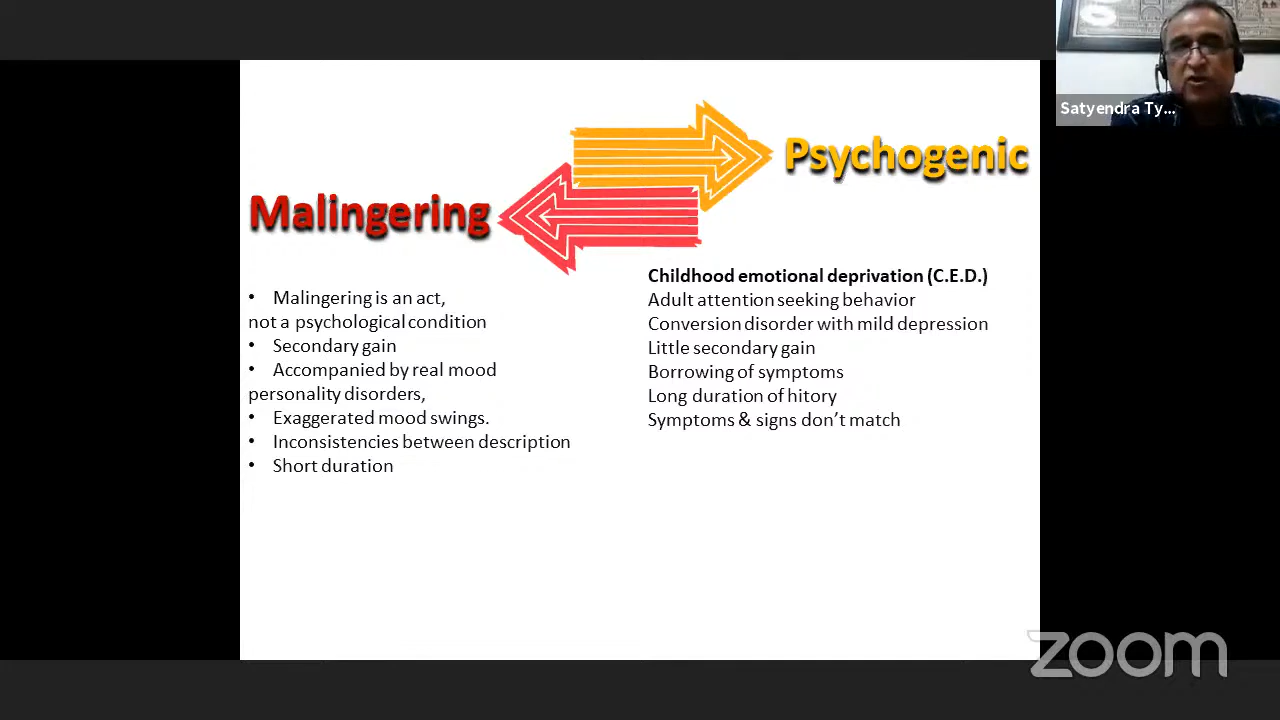 Satyendra Ty...
Psychogenic
Malingering
• Malingering is an act,
not a psychological condition
• Secondary gain
• Accompanied by real mood
personality disorders,
• Exaggerated mood swings.
• Inconsistencies between description
• Short duration
Childhood emotional deprivation (C.E.D.)
Adult attention seeking behavior
Conversion disorder with mild depression
Little secondary gain
Borrowing of symptoms
Long duration of hitory
Symptoms & signs don't match
zoom